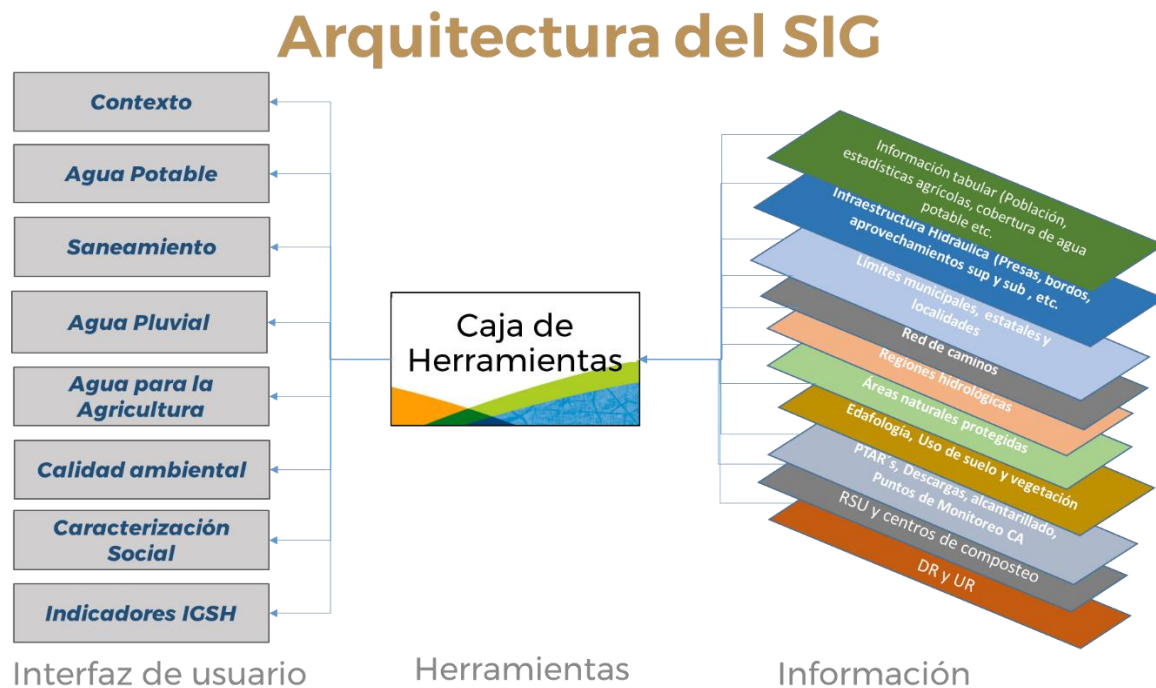 Arquitectura del SIG
Contexto
Agua Potable
Saneamiento
Agua Pluvial
Agua para la
Agricultura
Calidad ambiental
Caracterización
Social
Indicadores IGSH
Interfaz de usuario
Caja de
Herramientas
Herramientas
Información tabular (Población,
estadísticas agrícolas, cobertura de agua
potable etc.
Infraestructura Hidráulica (Presas, bordos,
aprovechamientos sup y sub , etc.
Límites municipales, estatales y
localidades
Red de caminos
Regiones hidrológicas
Áreas naturales protegidas
Edafología, Uso de suelo y vegetación
PTAR´s, Descargas, alcantarillado,
Puntos de Monitoreo CA
RSU y centros de composteo
DR y UR
Información